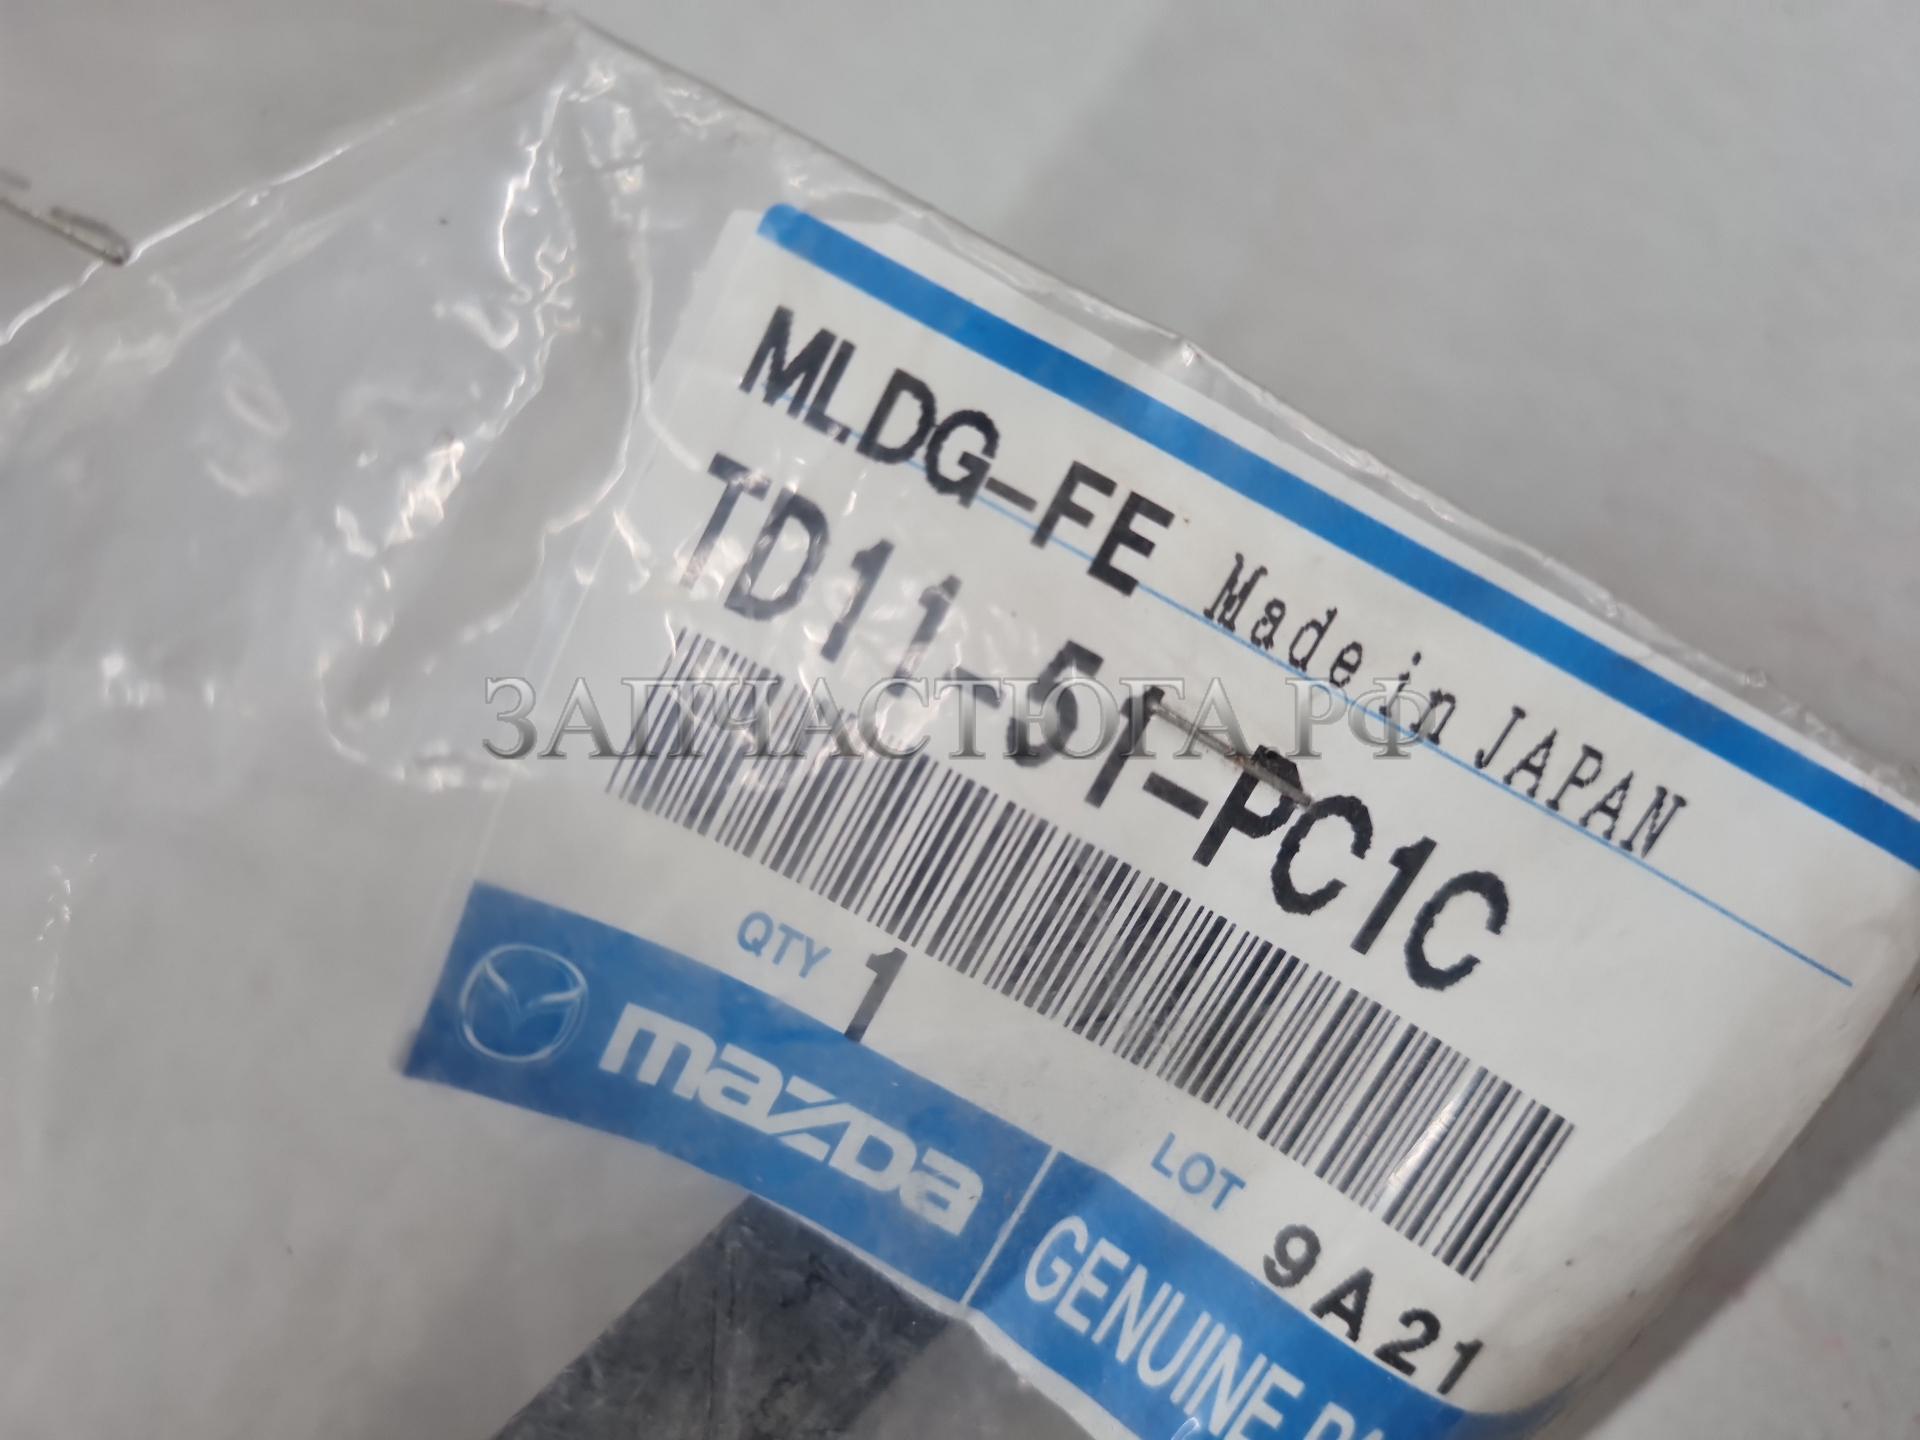 MLDG-FE Made in JAPAN
TD11-51-PC1C
ЗАПЧАСТЮГА.РФ
QTY 1
LOT 9A21
mazda
GENUINE